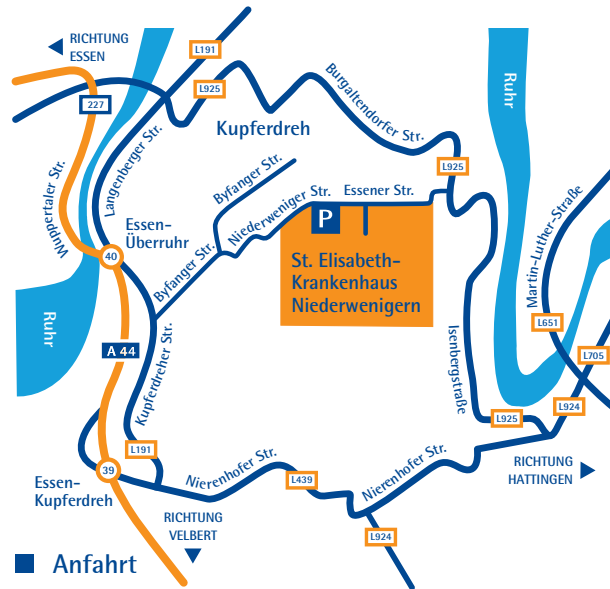 RICHTUNG
ESSEN
L191
227
L925
Kupferdreh
Burgaltendorfer Str.
Ruhr
Ruhr
L925
Wuppertaler Str.
Langenberger Str.
Byfanger Str.
Niederweniger Str.
Essener Str.
P
Martin-Luther-Straße
Essen-
Überruhr
40
Byfanger Str.
St. Elisabeth-
Krankenhaus
Niederwenigern
Ruhr
A 44
Kupferdreher Str.
Isenbergstraße
L651
L705
L924
L925
L191
39
Essen-
Kupferdreh
Nierenhofer Str.
L439
Nierenhofer Str.
RICHTUNG
HATTINGEN
RICHTUNG
VELBERT
L924
Anfahrt